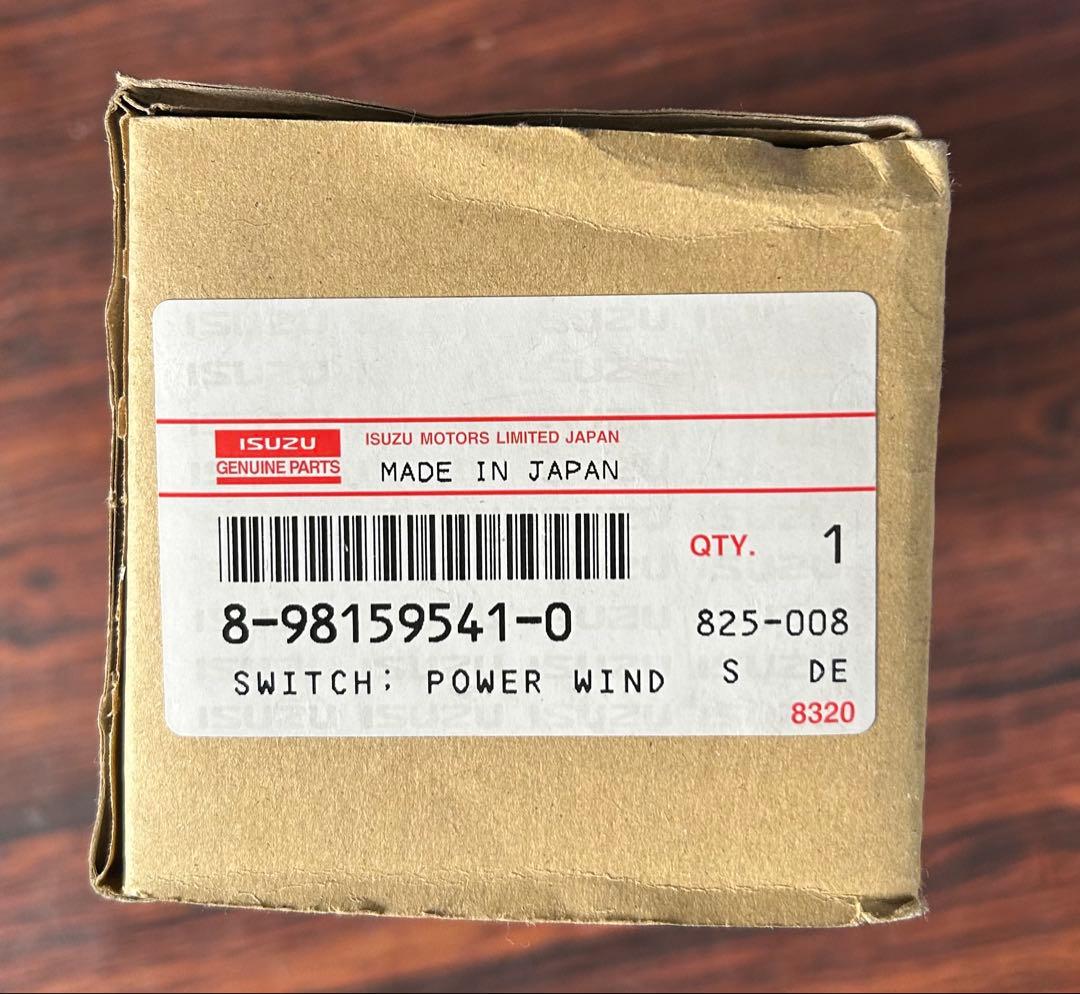 ISUZU
GENUINE PARTS
ISUZU MOTORS LIMITED JAPAN
MADE IN JAPAN
QTY. 1
8-98159541-0 825-008
SWITCH; POWER WIND S DE
8320